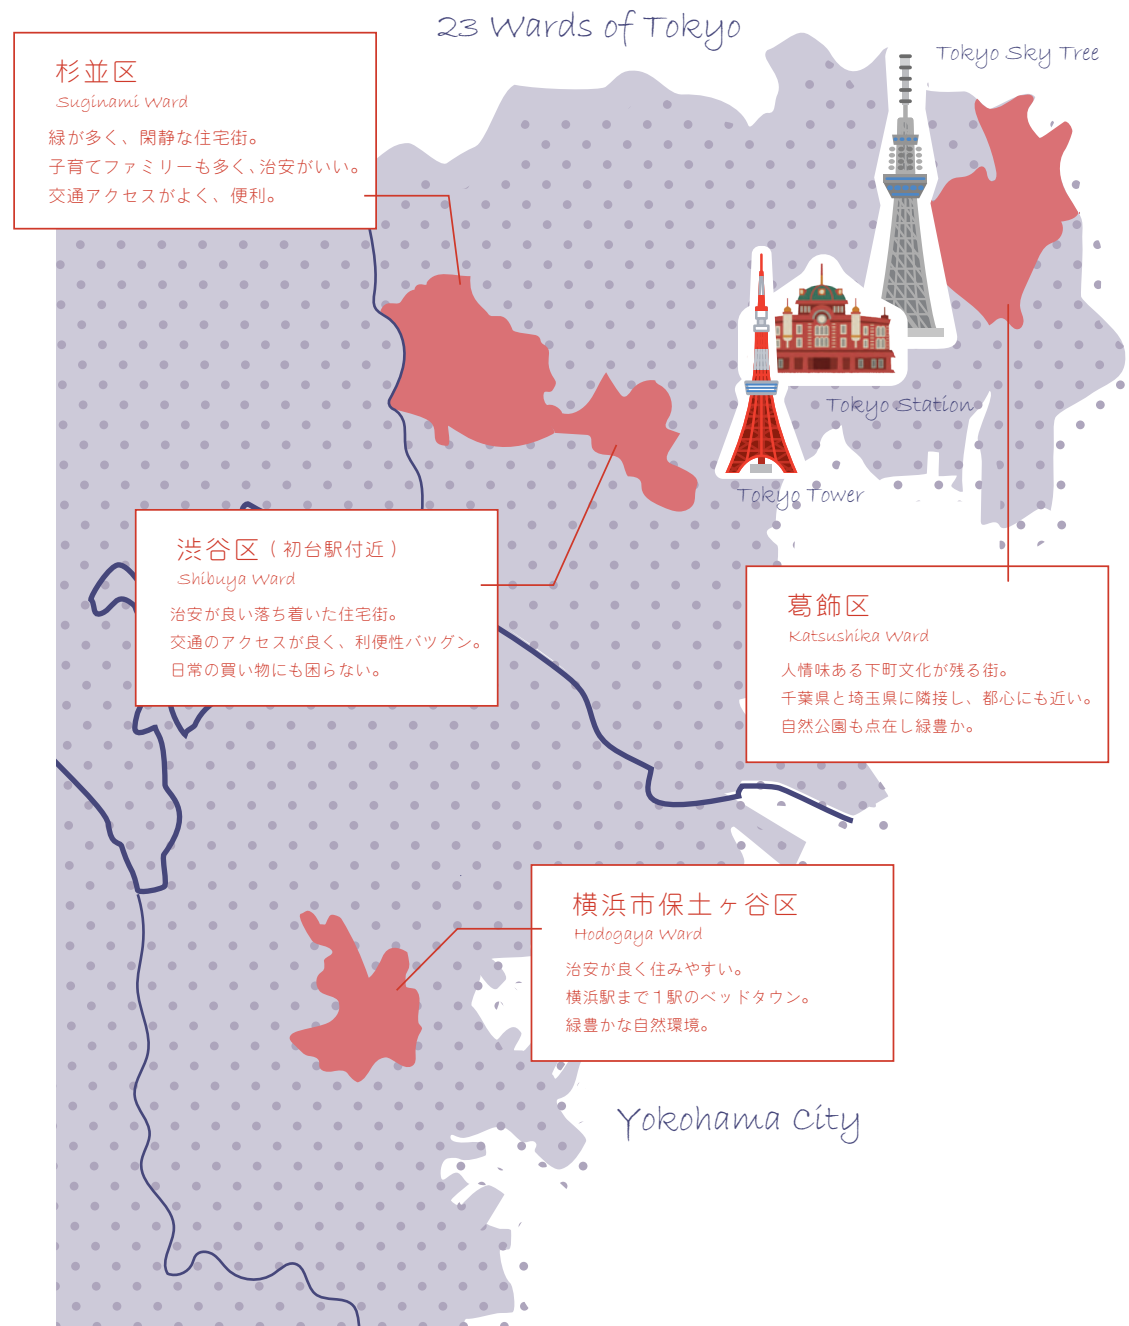 23 Wards of Tokyo
Tokyo Sky Tree
杉並区
Suginami Ward
緑が多く、閑静な住宅街。
子育てファミリーも多く、治安がいい。
交通アクセスがよく、便利。
Tokyo Station
Tokyo Tower
渋谷区 ( 初台駅付近 )
Shibuya Ward
治安が良い落ち着いた住宅街。
交通のアクセスが良く、利便性バツグン。
日常の買い物にも困らない。
葛飾区
Katsushika Ward
人情味ある下町文化が残る街。
千葉県と埼玉県に隣接し、都心にも近い。
自然公園も点在し緑豊か。
横浜市保土ヶ谷区
Hodogaya Ward
治安が良く住みやすい。
横浜駅まで１駅のベッドタウン。
緑豊かな自然環境。
Yokohama City